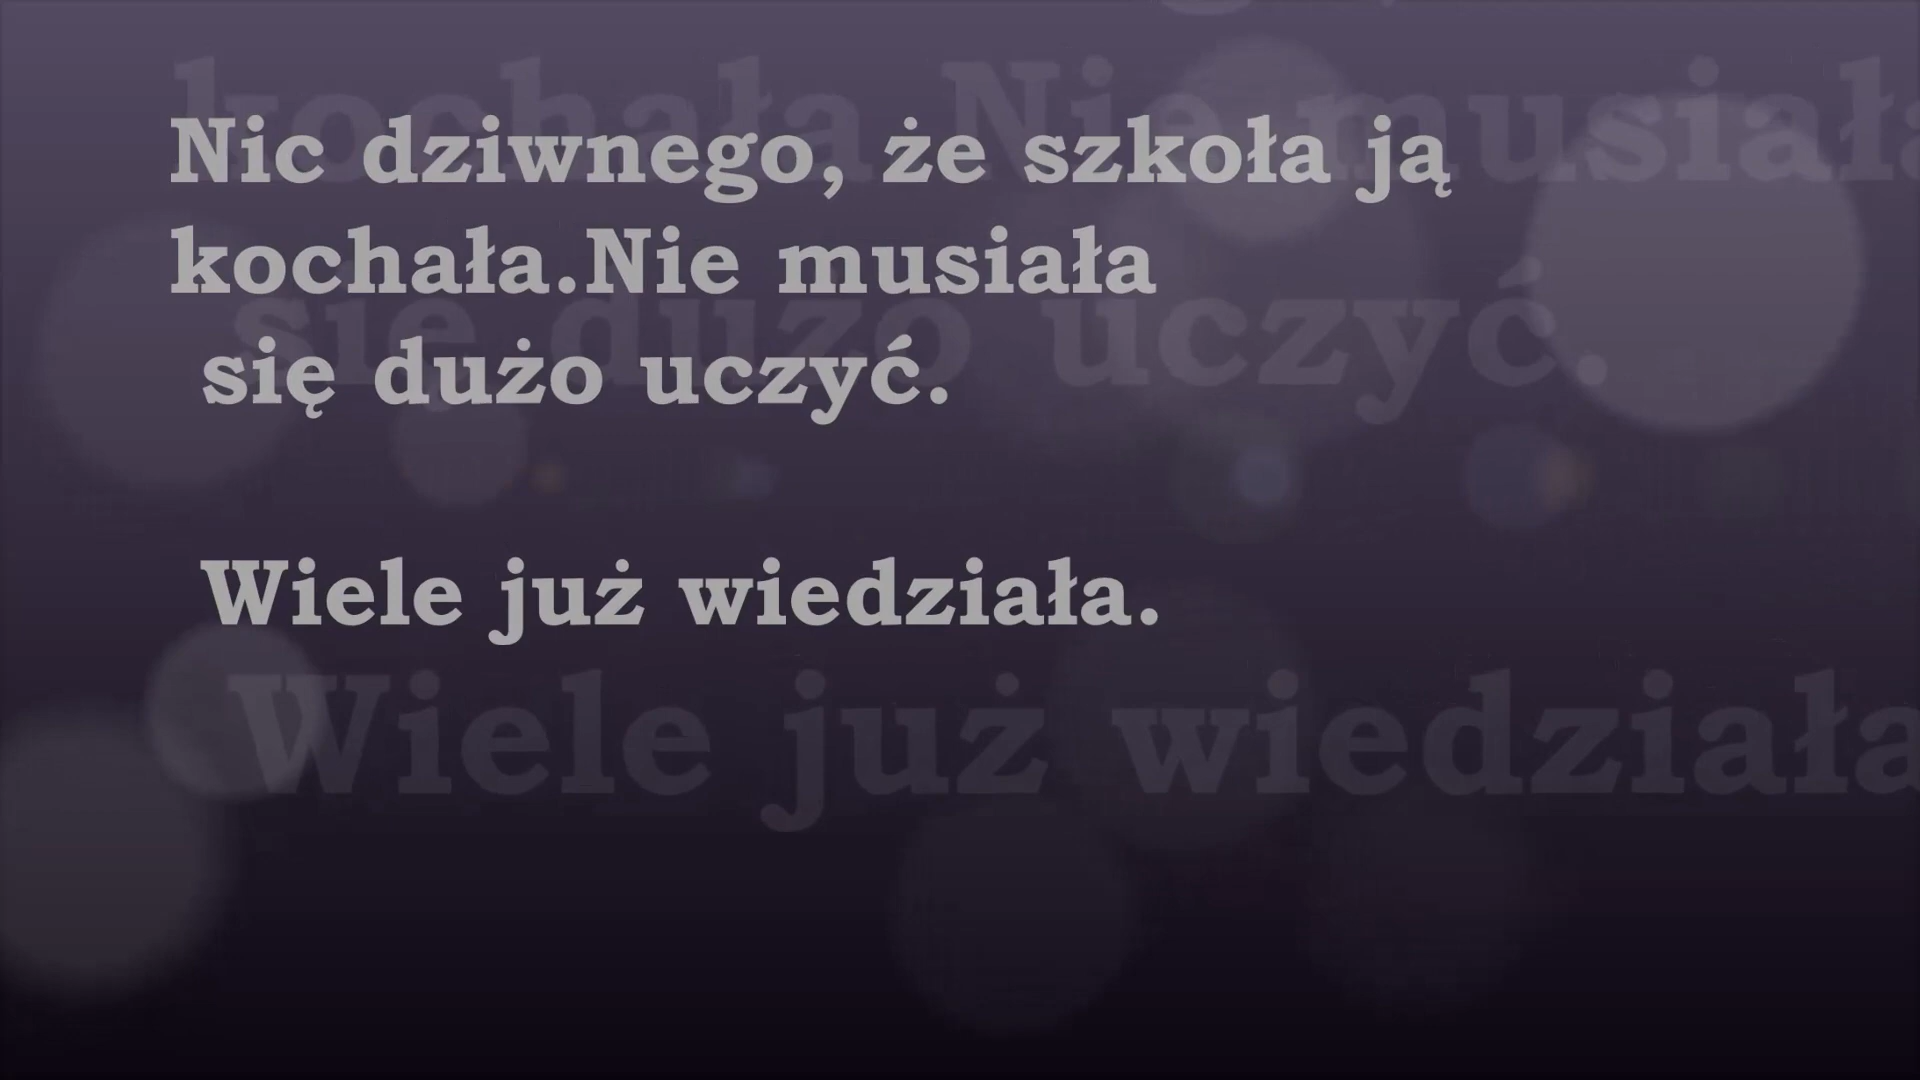 Nic dziwnego, że szkoła ją
kochała.Nie musiała
się dużo uczyć.
Wiele już wiedziała.